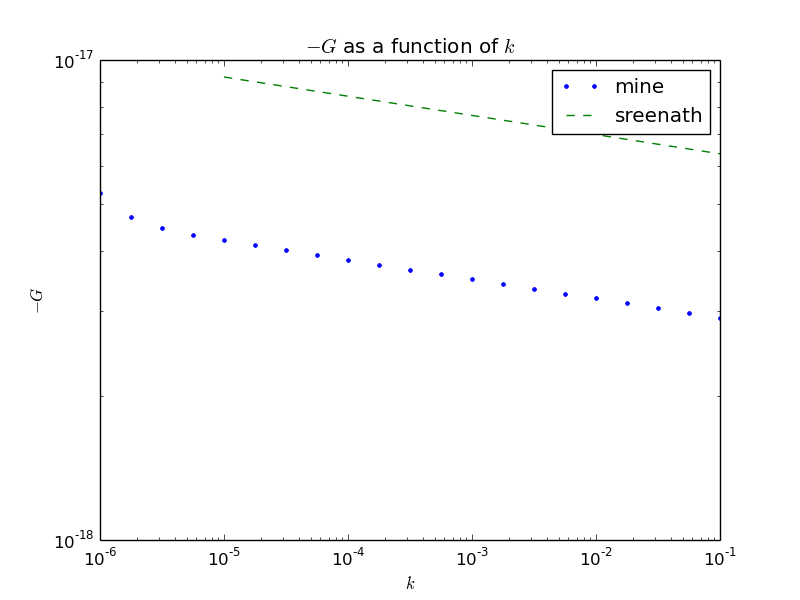 −G as a function of k
10^-17
mine
sreenath
−G
10^-18
10^-6 10^-5 10^-4 10^-3 10^-2 10^-1
k